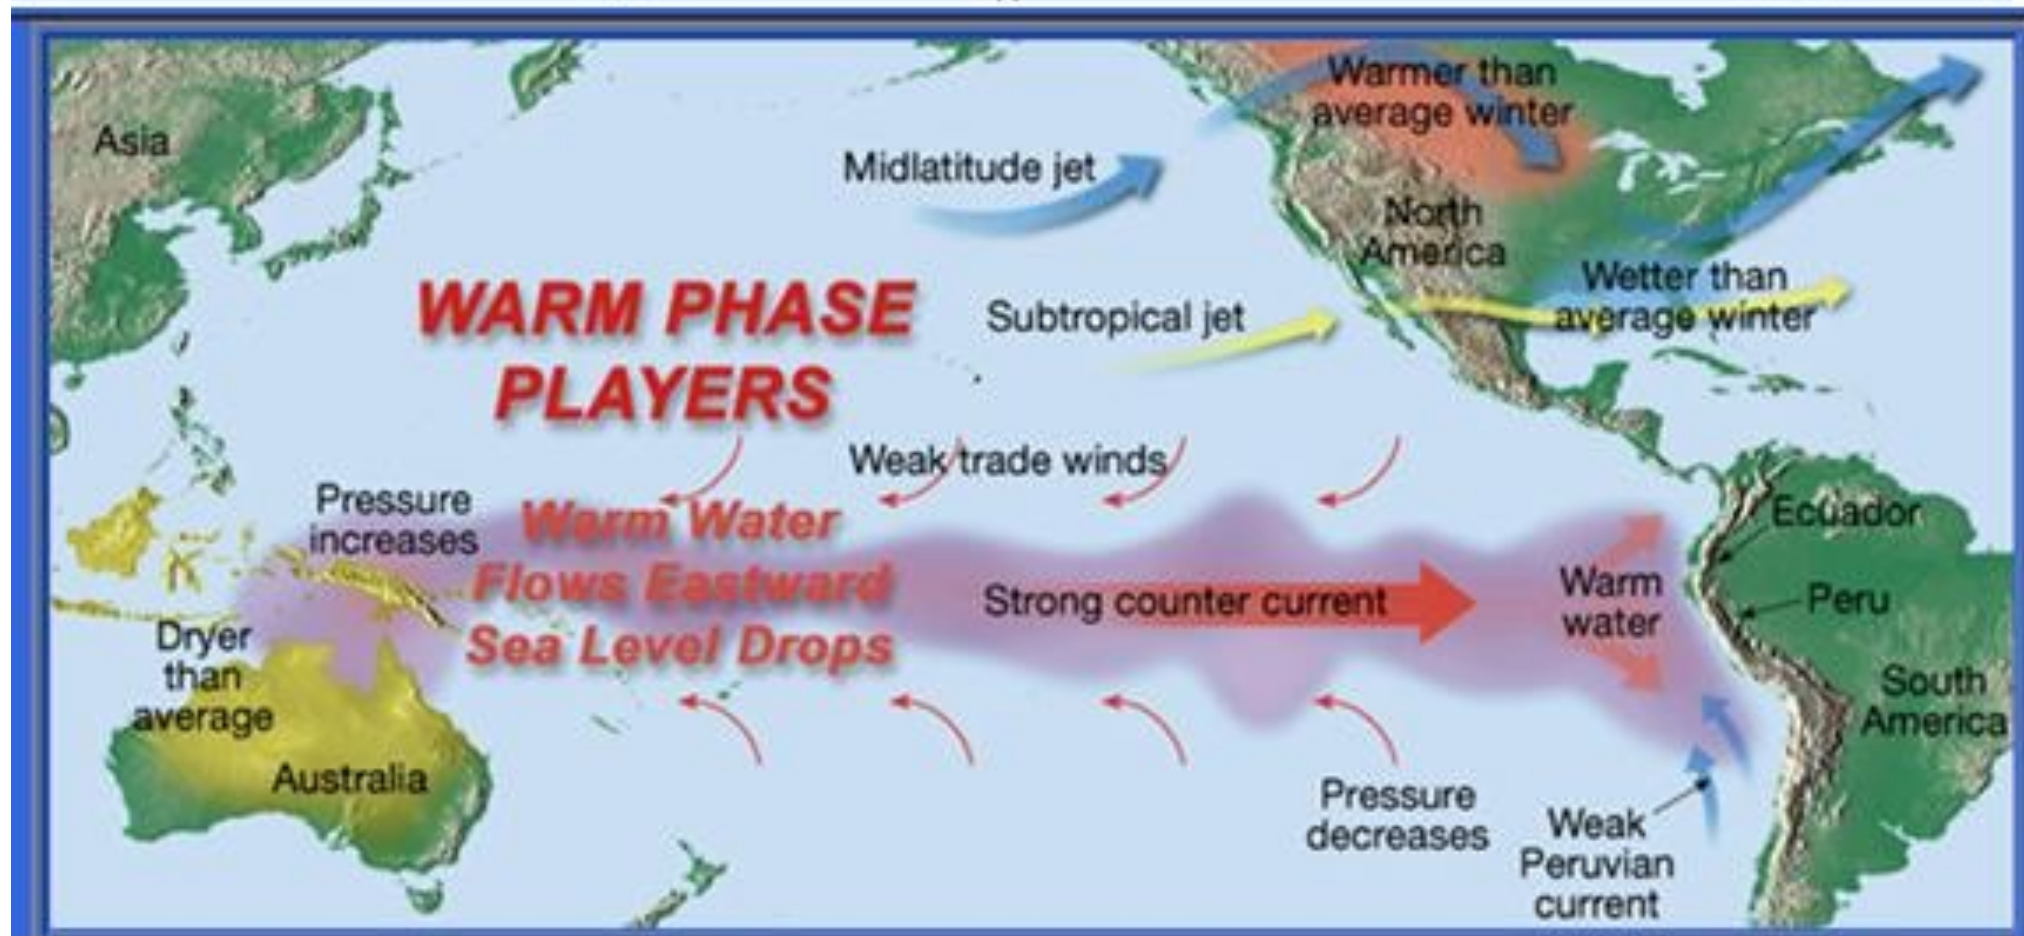 Asia
Warmer than
average winter
Midlatitude jet
North
America
Wetter than
average winter
Subtropical jet
WARM PHASE
PLAYERS
Weak trade winds
Pressure
increases
Warm Water
Flows Eastward
Sea Level Drops
Strong counter current
Warm
water
Ecuador
Peru
South
America
Dryer
than
average
Australia
Pressure
decreases
Weak
Peruvian
current